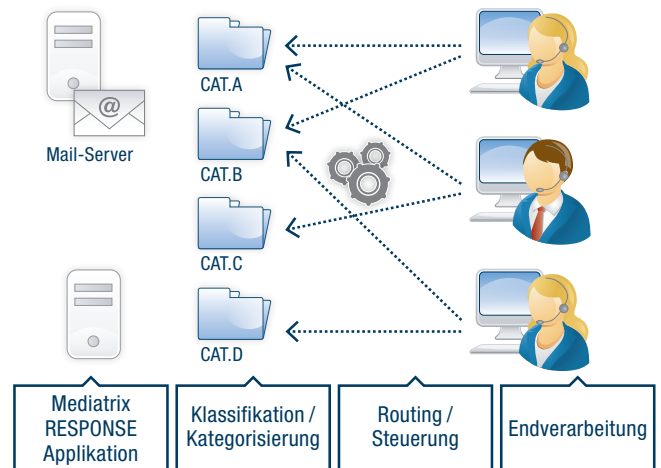 @
Mail-Server
CAT.A
CAT.B
CAT.C
CAT.D
Mediatrix
RESPONSE
Applikation
Klassifikation /
Kategorisierung
Routing /
Steuerung
Endverarbeitung